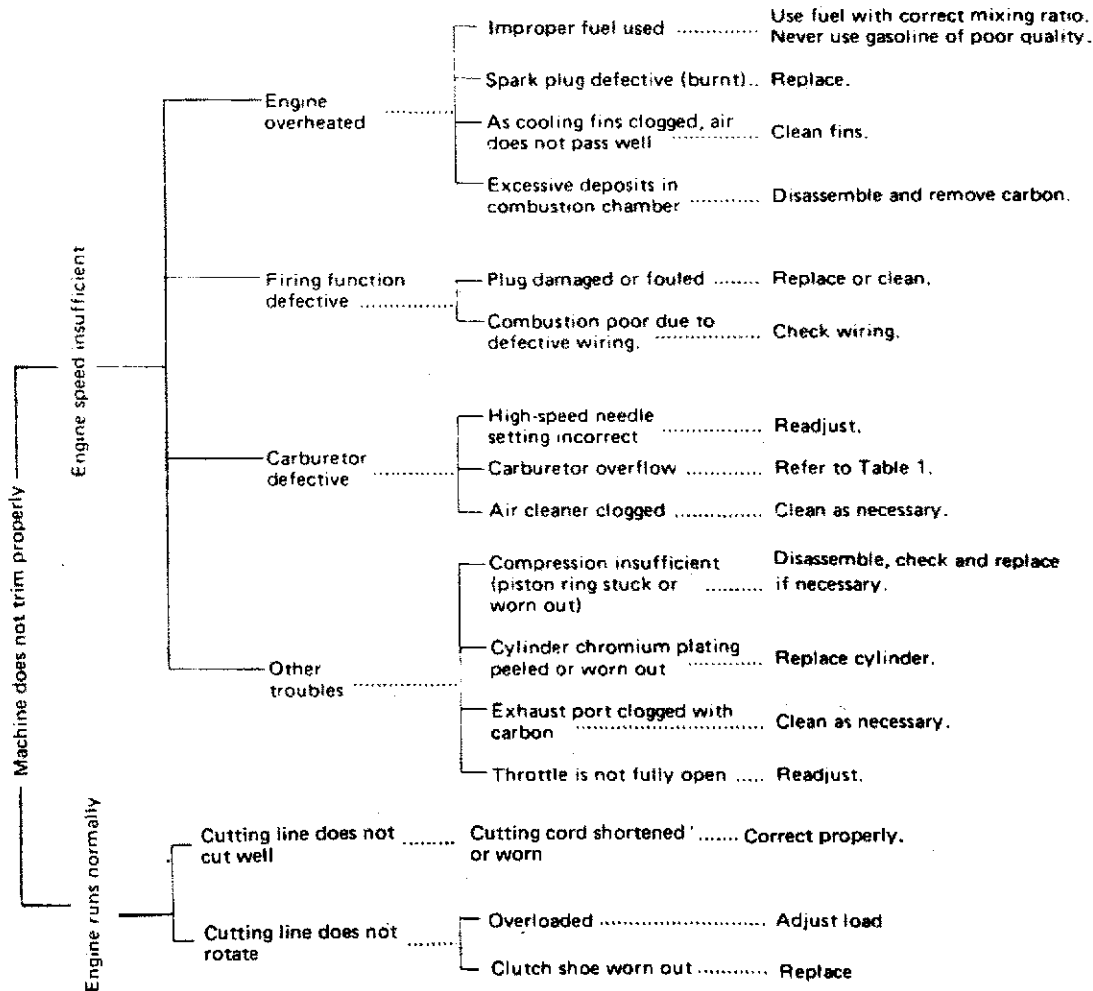 Machine does not trim properly
Engine speed insufficient
Engine
overheated
Improper fuel used ............ Use fuel with correct mixing ratio.
Never use gasoline of poor quality.
Spark plug defective (burnt).. Replace.
As cooling fins clogged, air
does not pass well ............ Clean fins.
Excessive deposits in
combustion chamber ............ Disassemble and remove carbon.
Firing function
defective
Plug damaged or fouled ........ Replace or clean.
Combustion poor due to
defective wiring. ............ Check wiring.
Carburetor
defective
High-speed needle
setting incorrect ............ Readjust.
Carburetor overflow ............ Refer to Table 1.
Air cleaner clogged ............ Clean as necessary.
Other
troubles
Compression insufficient
(piston ring stuck or
worn out)
Disassemble, check and replace
if necessary.
Cylinder chromium plating
peeled or worn out ............ Replace cylinder.
Exhaust port clogged with
carbon ............ Clean as necessary.
Throttle is not fully open ..... Readjust.
Engine runs normally
Cutting line does not
cut well
Cutting cord shortened ....... Correct properly.
or worn
Cutting line does not
rotate
Overloaded ............ Adjust load
Clutch shoe worn out ........... Replace